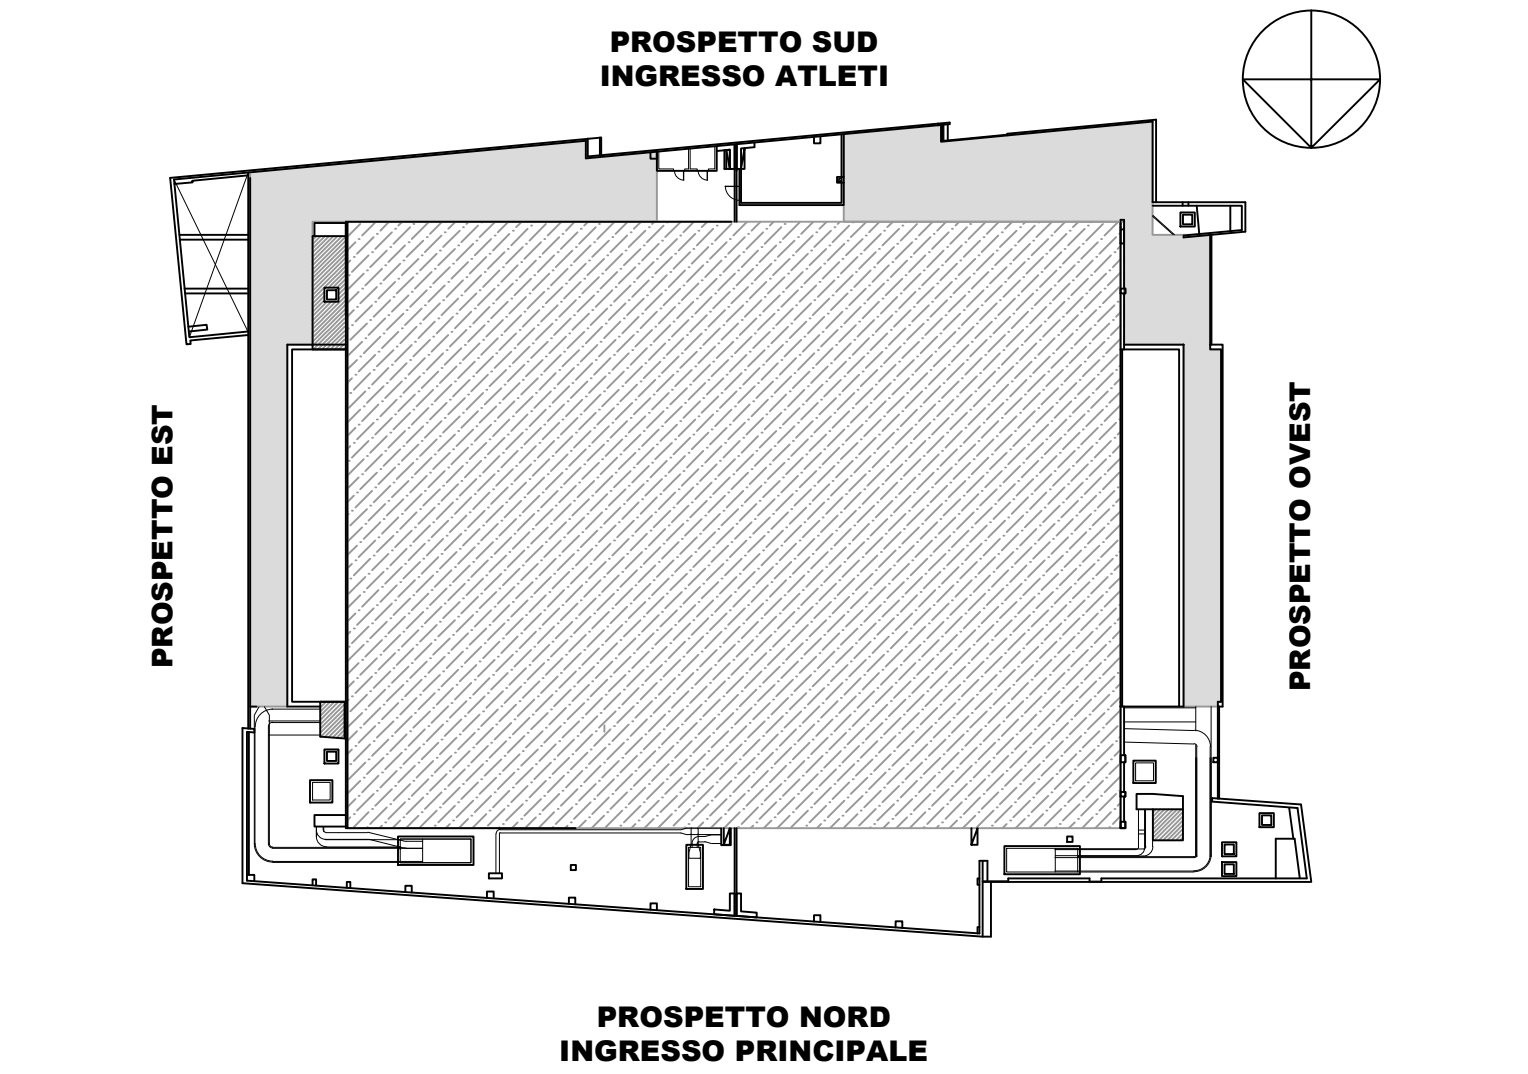 PROSPETTO SUD
INGRESSO ATLETI
PROSPETTO EST
PROSPETTO OVEST
PROSPETTO NORD
INGRESSO PRINCIPALE